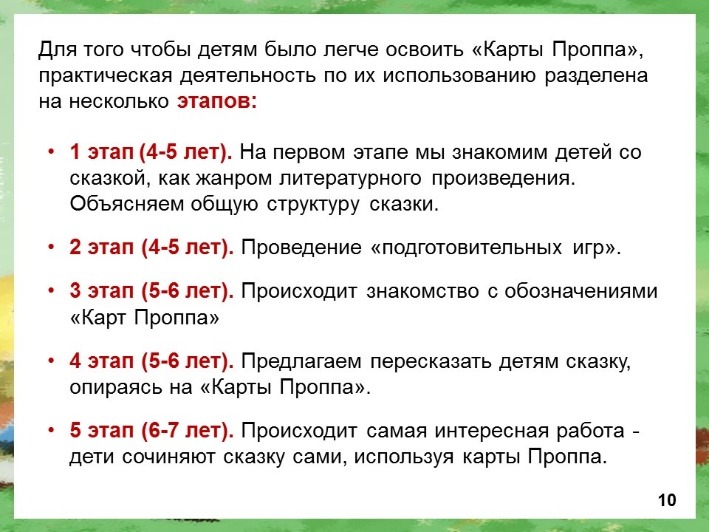 Для того чтобы детям было легче освоить «Карты Проппа»,
практическая деятельность по их использованию разделена
на несколько этапов:
• 1 этап (4-5 лет). На первом этапе мы знакомим детей со
сказкой, как жанром литературного произведения.
Объясняем общую структуру сказки.
• 2 этап (4-5 лет). Проведение «подготовительных игр».
• 3 этап (5-6 лет). Происходит знакомство с обозначениями
«Карт Проппа»
• 4 этап (5-6 лет). Предлагаем пересказать детям сказку,
опираясь на «Карты Проппа».
• 5 этап (6-7 лет). Происходит самая интересная работа -
дети сочиняют сказку сами, используя карты Проппа.
10